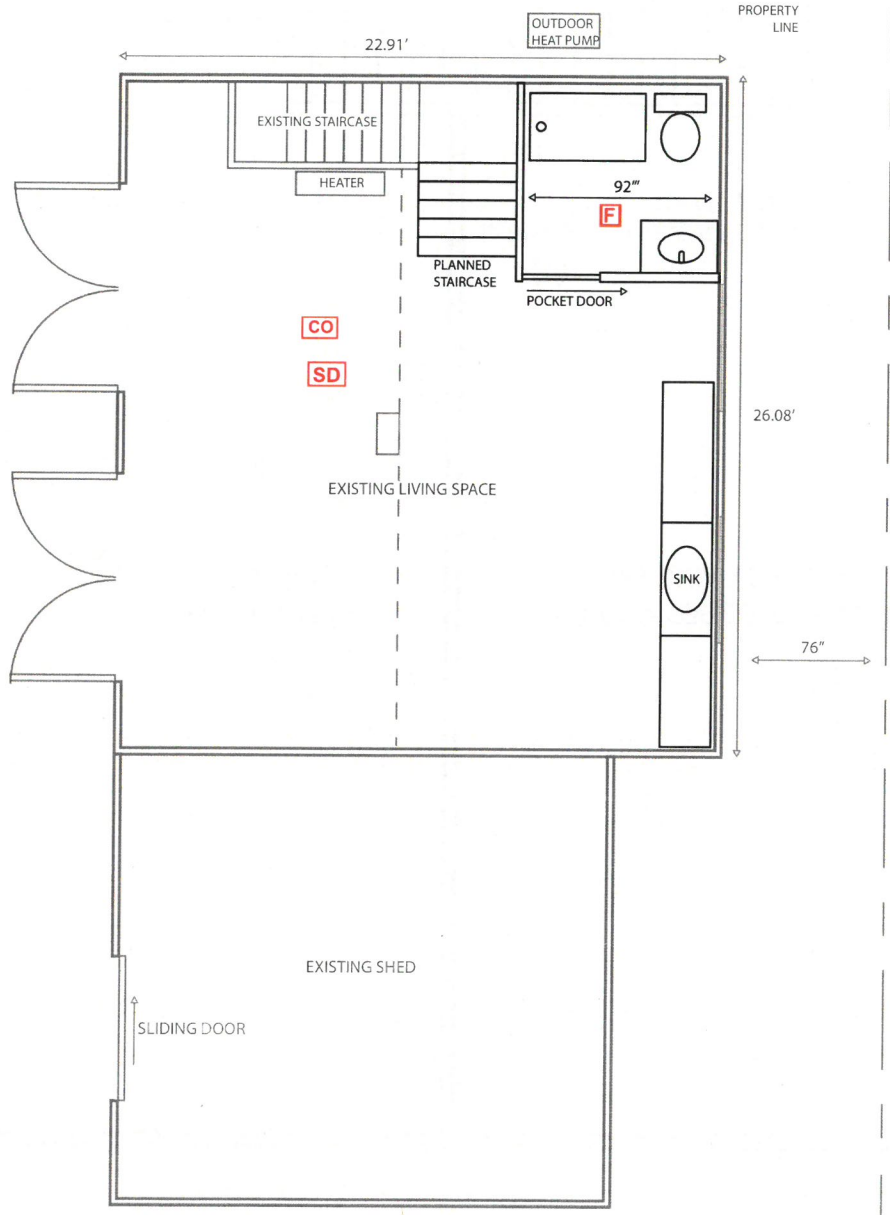 PROPERTY
LINE
OUTDOOR
HEAT PUMP
22.91'
EXISTING STAIRCASE
HEATER
92'"
F
PLANNED
STAIRCASE
POCKET DOOR
CO
SD
26.08'
EXISTING LIVING SPACE
SINK
76"
EXISTING SHED
SLIDING DOOR